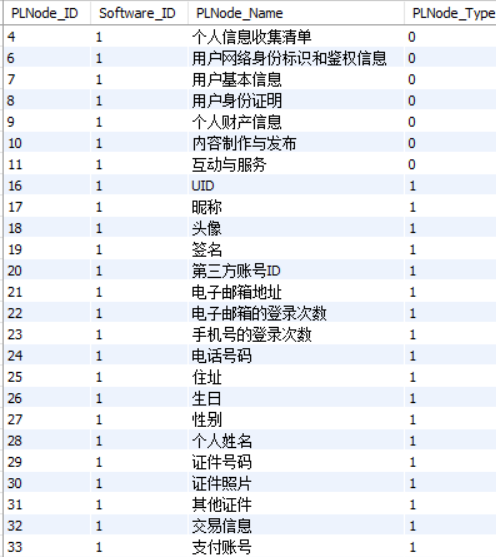 PLNode_ID Software_ID PLNode_Name PLNode_Type
4 1 个人信息收集清单 0
6 1 用户网络身份标识和鉴权信息 0
7 1 用户基本信息 0
8 1 用户身份证明 0
9 1 个人财产信息 0
10 1 内容制作与发布 0
11 1 互动与服务 0
16 1 UID 1
17 1 昵称 1
18 1 头像 1
19 1 签名 1
20 1 第三方账号ID 1
21 1 电子邮箱地址 1
22 1 电子邮箱的登录次数 1
23 1 手机号的登录次数 1
24 1 电话号码 1
25 1 住址 1
26 1 生日 1
27 1 性别 1
28 1 个人姓名 1
29 1 证件号码 1
30 1 证件照片 1
31 1 其他证件 1
32 1 交易信息 1
33 1 支付账号 1